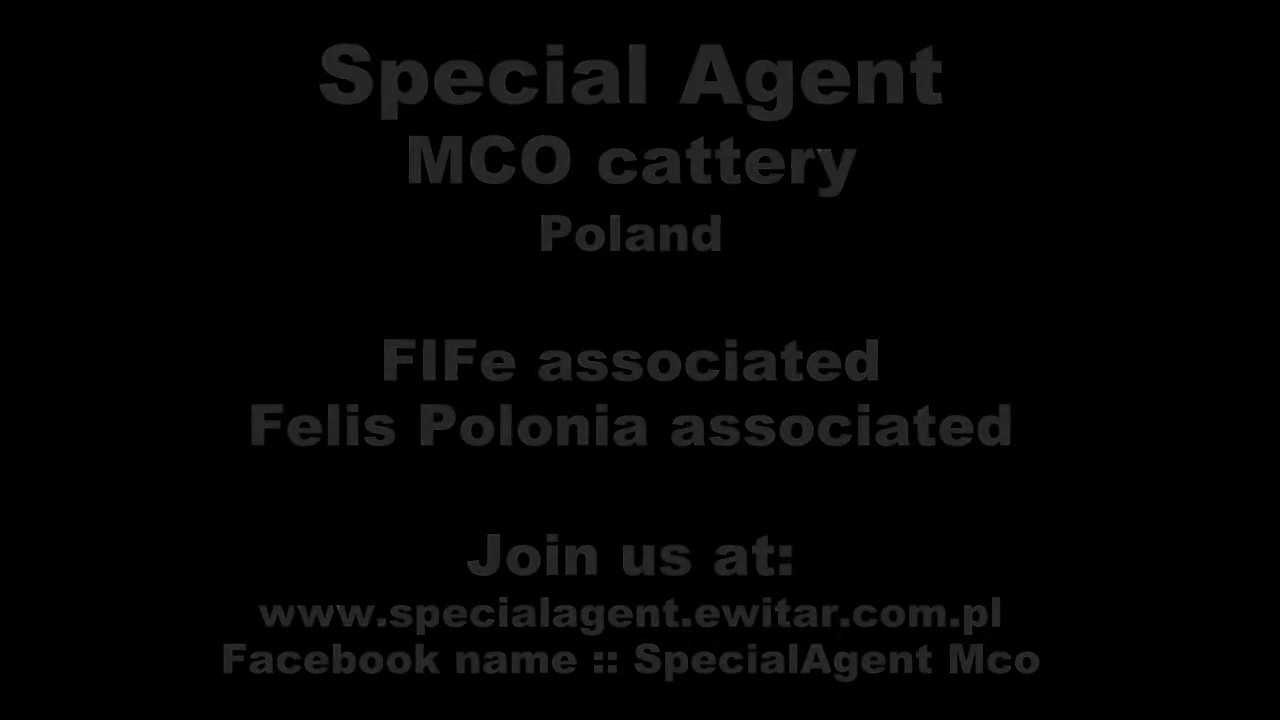 Special Agent
MCO cattery
Poland
FIFe associated
Felis Polonia associated
Join us at:
www.specialagent.ewitar.com.pl
Facebook name :: SpecialAgent Mco